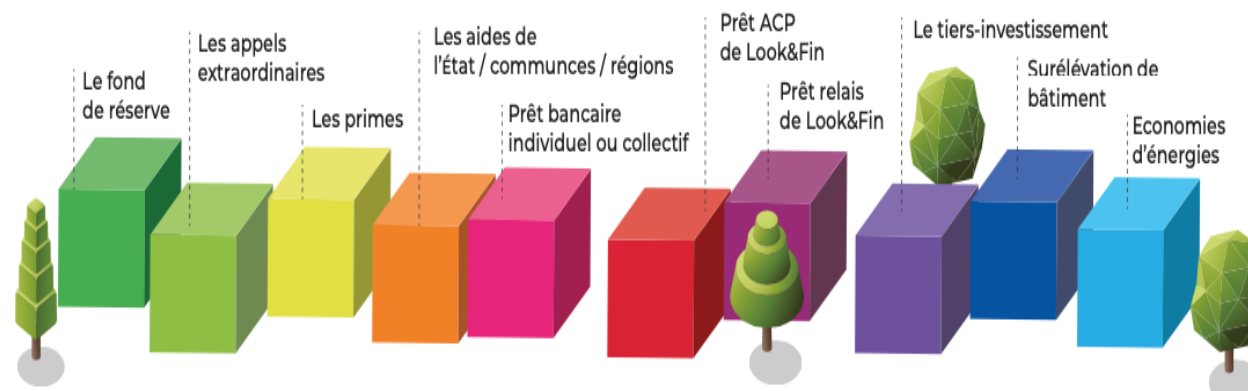 Le fond
de réserve
Les appels
extraordinaires
Les primes
Les aides de
l'État / communces / régions
Prêt bancaire
individuel ou collectif
Prêt ACP
de Look&Fin
Prêt relais
de Look&Fin
Le tiers-investissement
Surélévation de
bâtiment
Economies
d'énergies